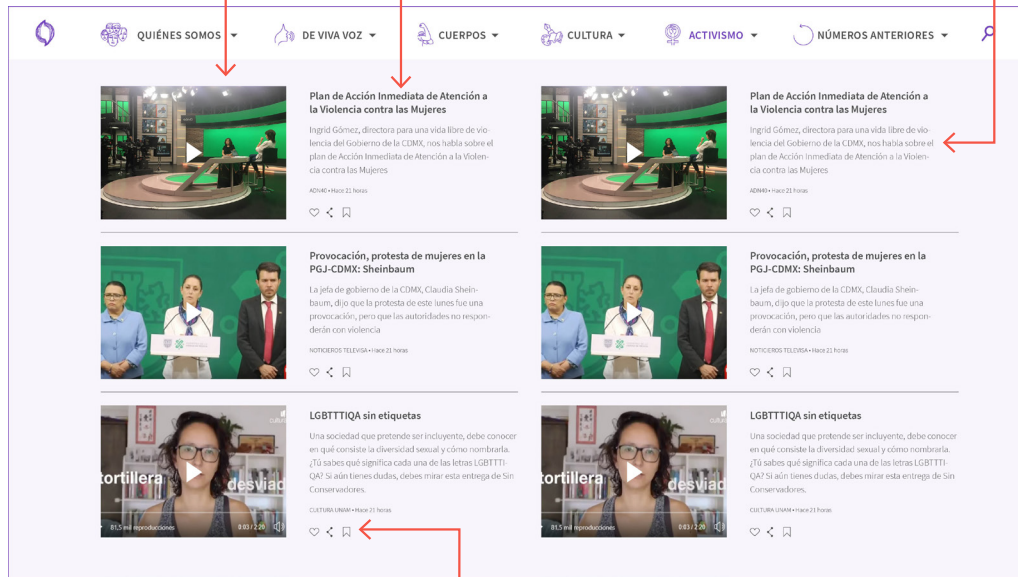 QUIÉNES SOMOS
DE VIVA VOZ
CUERPOS
CULTURA
ACTIVISMO
NÚMEROS ANTERIORES
Plan de Acción Inmediata de Atención a
la Violencia contra las Mujeres
Ingrid Gómez, directora para una vida libre de vio-
lencia del Gobierno de la CDMX, nos habla sobre el
plan de Acción Inmediata de Atención a la Violen-
cia contra las Mujeres
ADN40 • Hace 21 horas
Plan de Acción Inmediata de Atención a
la Violencia contra las Mujeres
Ingrid Gómez, directora para una vida libre de vio-
lencia del Gobierno de la CDMX, nos habla sobre el
plan de Acción Inmediata de Atención a la Violen-
cia contra las Mujeres
ADN40 • Hace 21 horas
Provocación, protesta de mujeres en la
PGJ-CDMX: Sheinbaum
La jefa de gobierno de la CDMX, Claudia Shein-
baum, dijo que la protesta de este lunes fue una
provocación, pero que las autoridades no respon-
derán con violencia
NOTICIEROS TELEVISA • Hace 21 horas
Provocación, protesta de mujeres en la
PGJ-CDMX: Sheinbaum
La jefa de gobierno de la CDMX, Claudia Shein-
baum, dijo que la protesta de este lunes fue una
provocación, pero que las autoridades no respon-
derán con violencia
NOTICIEROS TELEVISA • Hace 21 horas
tortillera
desviad
81,5 mil reproducciones
0:03 / 2:20
LGBTTTIQA sin etiquetas
Una sociedad que pretende ser incluyente, debe conocer
en qué consiste la diversidad sexual y cómo nombrarla.
¿Tú sabes qué significa cada una de las letras LGBTTTI-
QA? Si aún tienes dudas, debes mirar esta entrega de Sin
Conservadores.
CULTURA UNAM • Hace 21 horas
tortillera
desviad
81,5 mil reproducciones
0:03 / 2:20
LGBTTTIQA sin etiquetas
Una sociedad que pretende ser incluyente, debe conocer
en qué consiste la diversidad sexual y cómo nombrarla.
¿Tú sabes qué significa cada una de las letras LGBTTTI-
QA? Si aún tienes dudas, debes mirar esta entrega de Sin
Conservadores.
CULTURA UNAM • Hace 21 horas